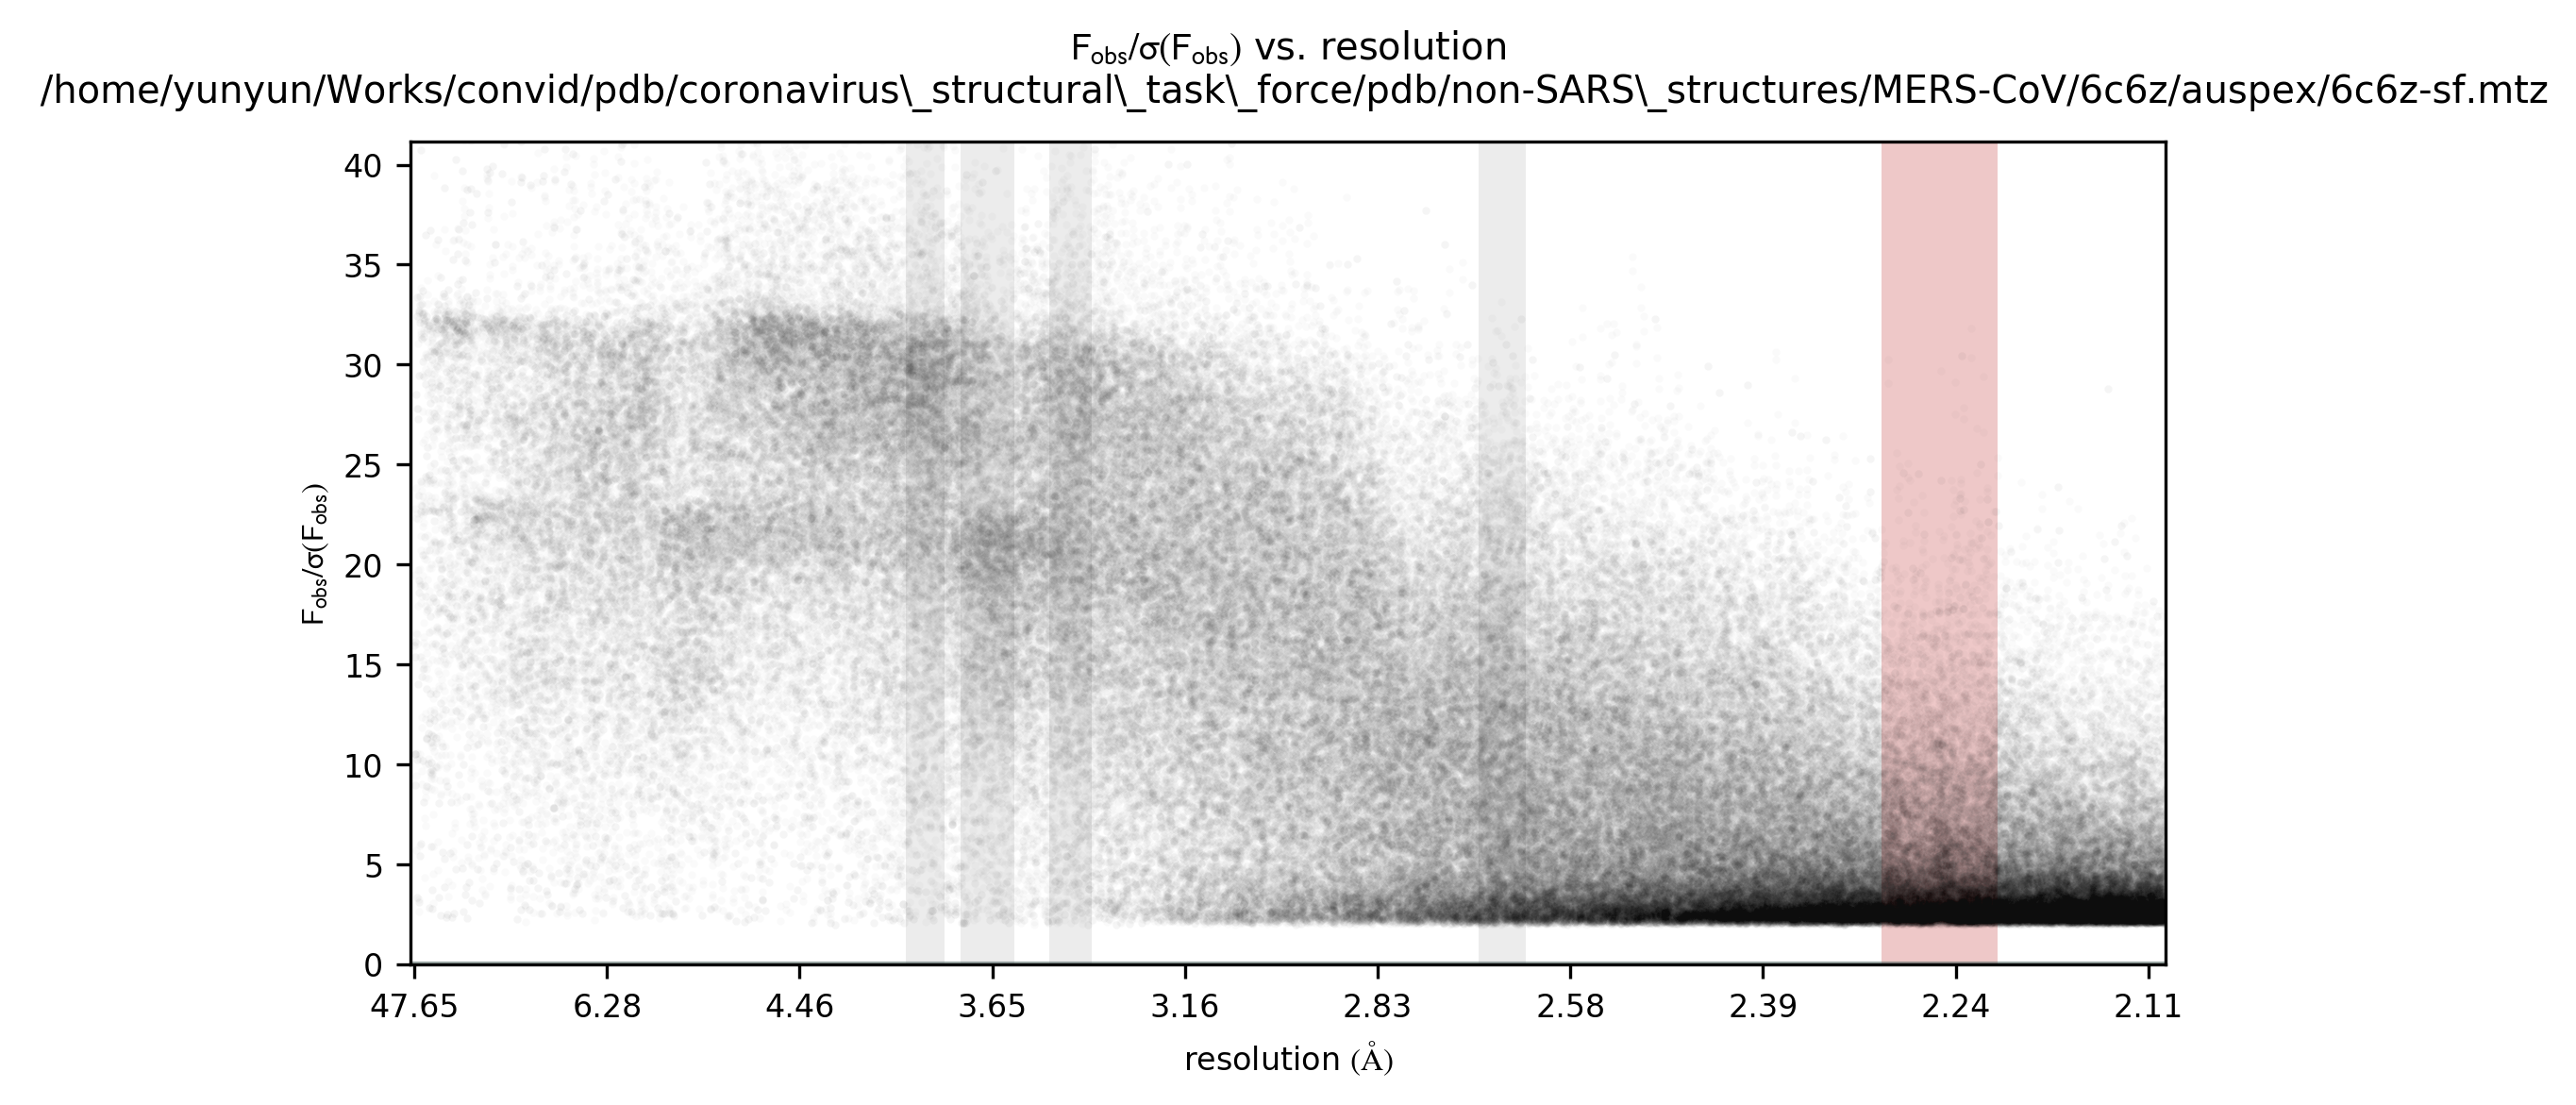 Fobs/σ(Fobs) vs. resolution
/home/yunyun/Works/convid/pdb/coronavirus\_structural\_task\_force/pdb/non-SARS\_structures/MERS-CoV/6c6z/auspex/6c6z-sf.mtz
Fobs/σ(Fobs)
40
35
30
25
20
15
10
5
0
47.65 6.28 4.46 3.65 3.16 2.83 2.58 2.39 2.24 2.11
resolution (Å)